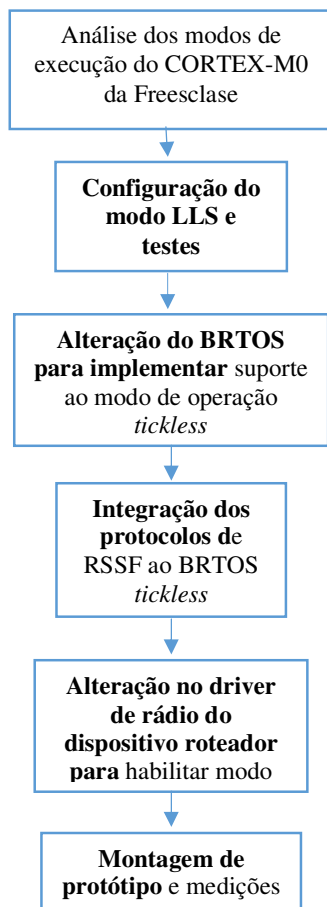 Análise dos modos de
execução do CORTEX-M0
da Freesclase
Configuração do
modo LLS e
testes
Alteração do BRTOS
para implementar suporte
ao modo de operação
tickless
Integração dos
protocolos de
RSSF ao BRTOS
tickless
Alteração no driver
de rádio do
dispositivo roteador
para habilitar modo
Montagem de
protótipo e medições